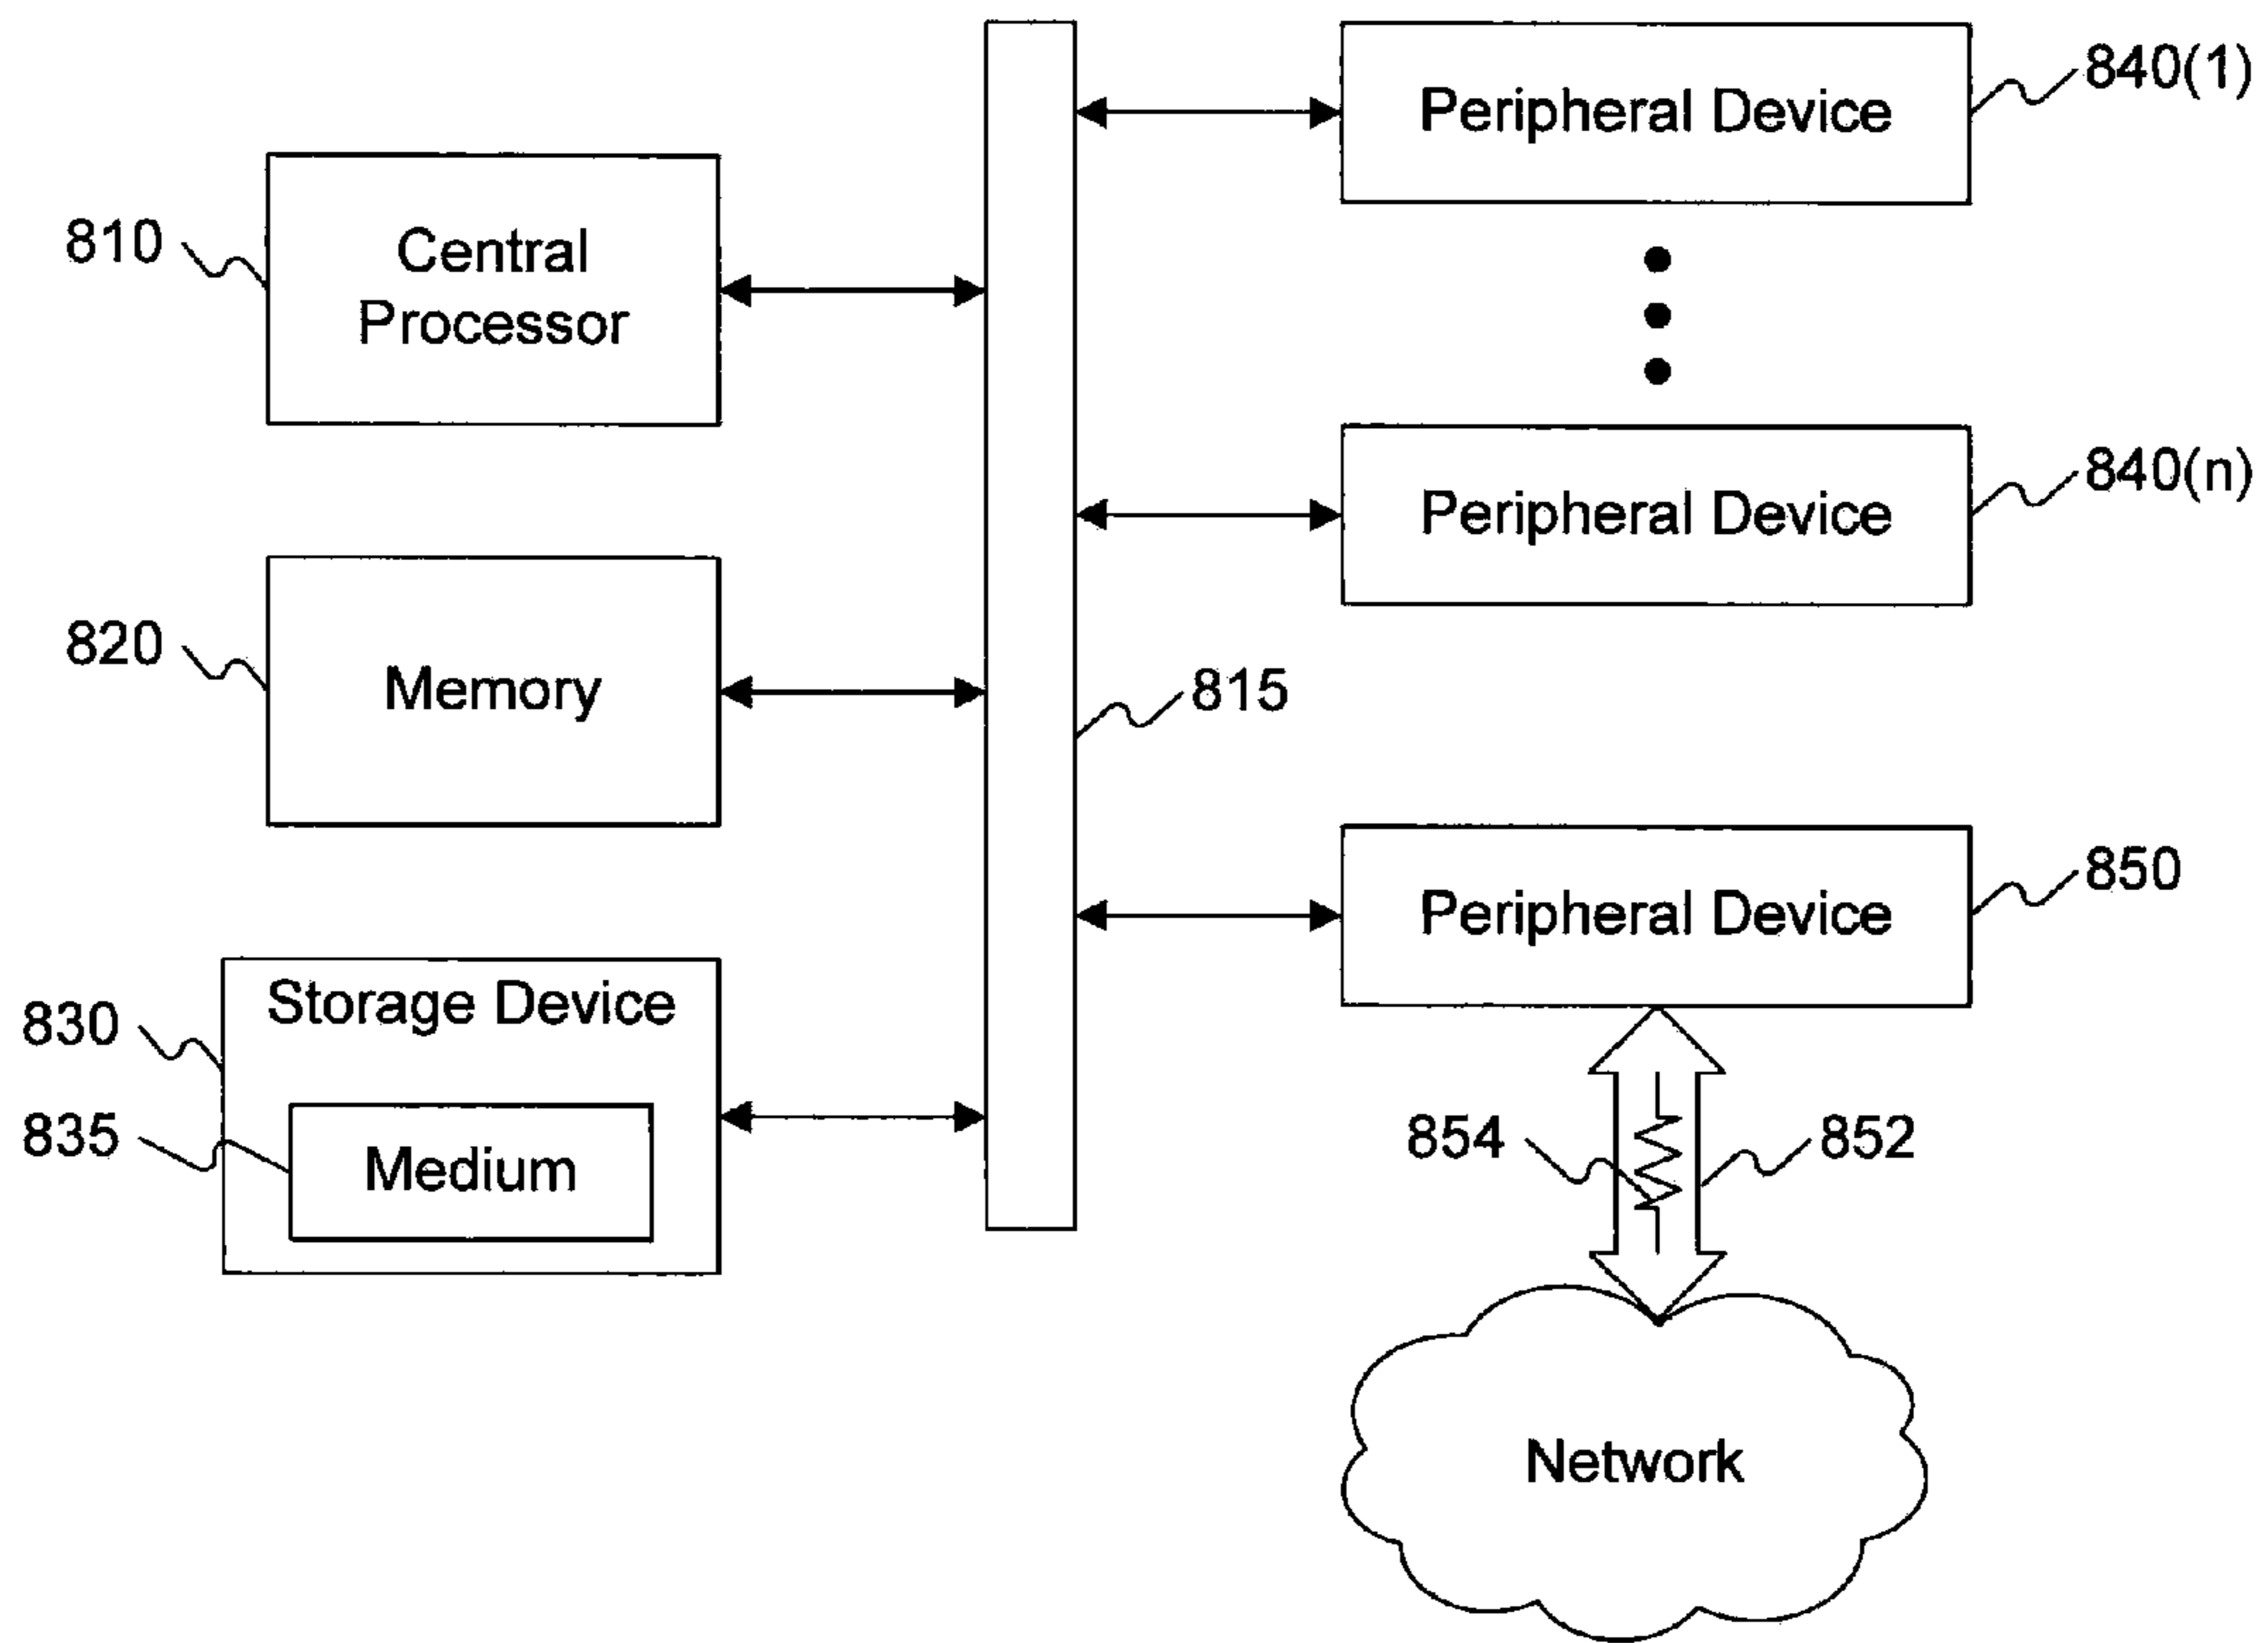 840(1)
Peripheral Device
810
Central
Processor
840(n)
Peripheral Device
820
Memory
815
850
Peripheral Device
830
Storage Device
835
Medium
854
852
Network